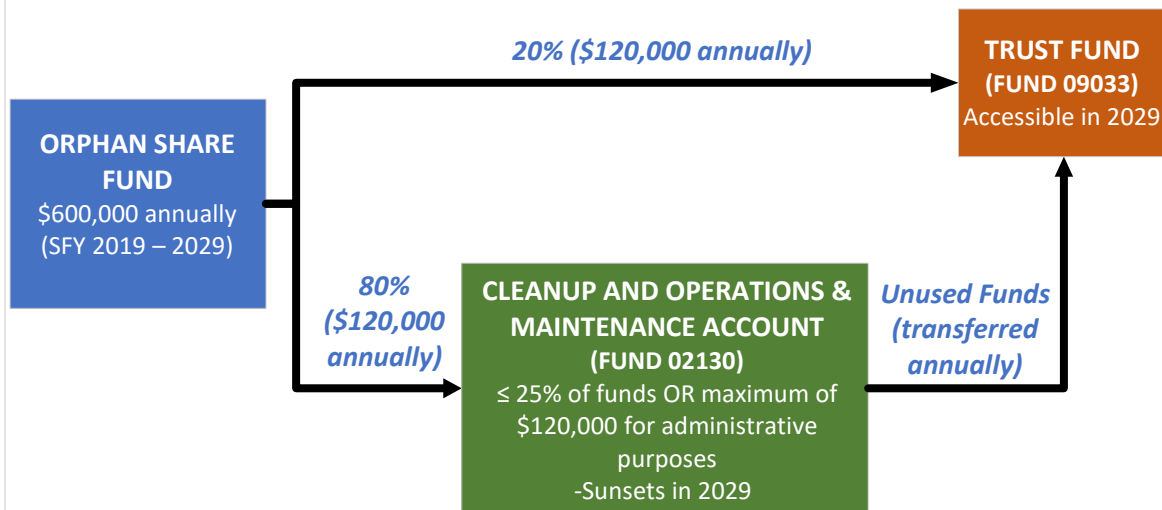 20% ($120,000 annually)
TRUST FUND
(FUND 09033)
Accessible in 2029
ORPHAN SHARE
FUND
$600,000 annually
(SFY 2019 – 2029)
80%
($120,000
annually)
CLEANUP AND OPERATIONS &
MAINTENANCE ACCOUNT
(FUND 02130)
≤ 25% of funds OR maximum of
$120,000 for administrative
purposes
-Sunsets in 2029
Unused Funds
(transferred
annually)